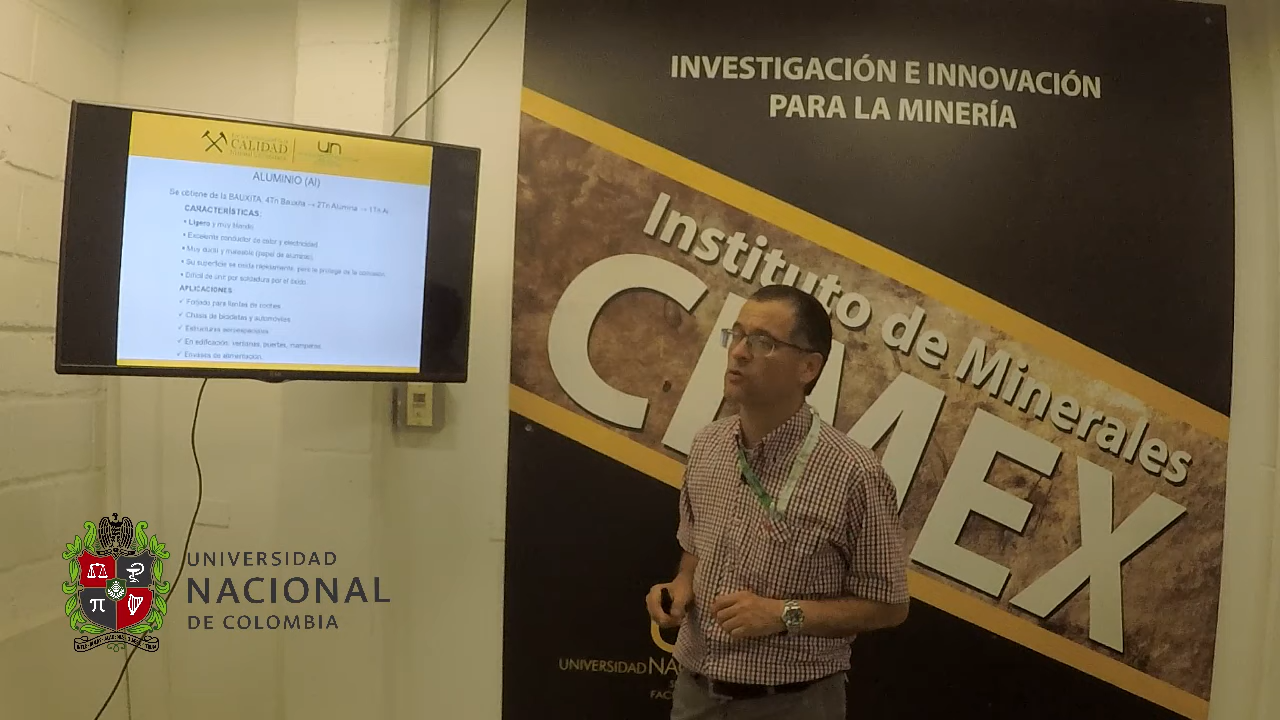 CALIDAD
un
ALUMINIO (Al)
Se obtiene de la BAUXITA, 4Tn Bauxita → 2Tn Alumina → 1Tn Al
CARACTERÍSTICAS:
• Ligero y muy blando.
• Excelente conductor de calor y electricidad
• Muy dúctil y maleable (papel de aluminio).
• Su superficie se oxida rápidamente, pero la protege de la corrosión.
• Difícil de unir por soldadura por el óxido.
APLICACIONES:
✓ Forjado para llantas de coches.
✓ Chasis de bicicletas y automóviles.
✓ Estructuras aeroespaciales.
✓ En edificación: ventanas, puertas, mamparas.
✓ Envases de alimentación.
INVESTIGACIÓN E INNOVACIÓN
PARA LA MINERÍA
Instituto de Minerales
CIMEX
UNIVERSIDAD NA
FAC
UNIVERSIDAD
NACIONAL
DE COLOMBIA